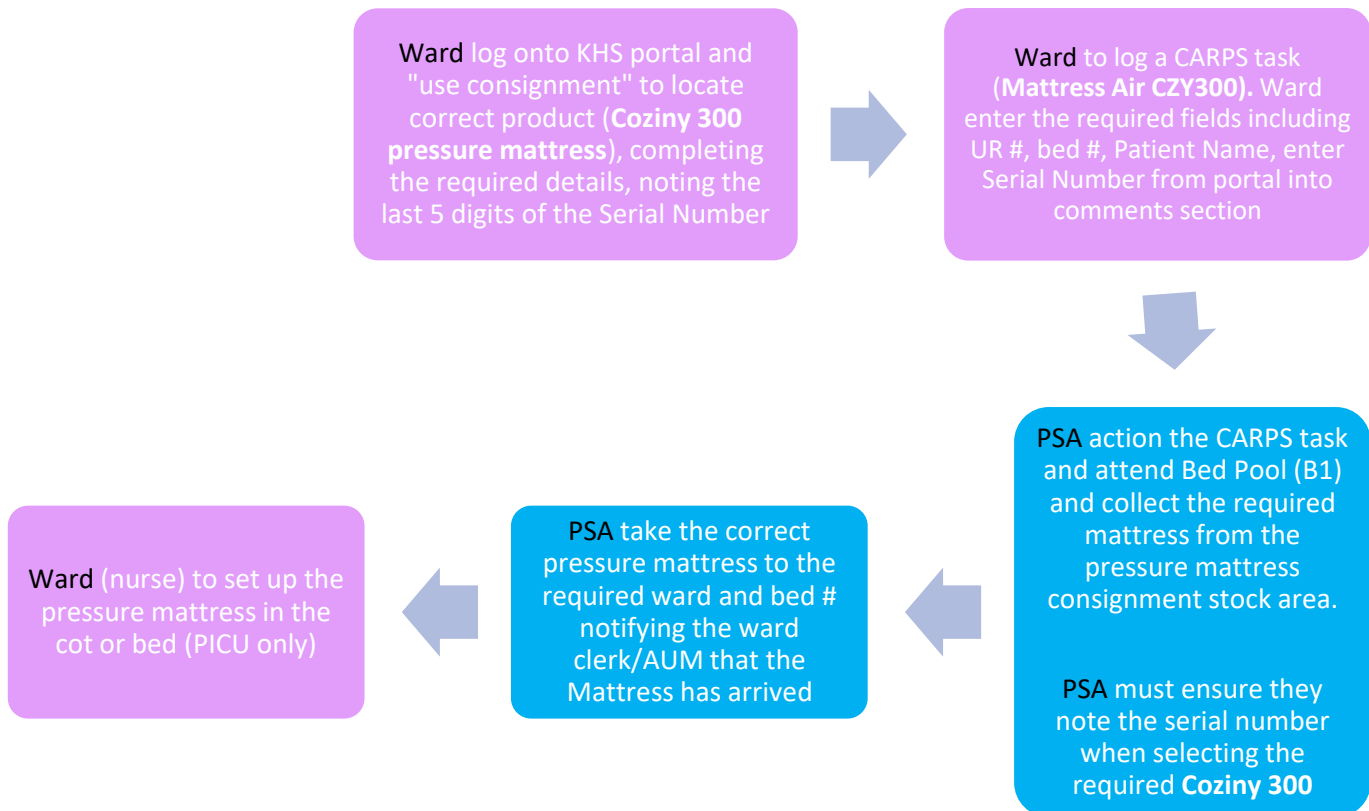 Ward log onto KHS portal and
"use consignment" to locate
correct product (Coziny 300
pressure mattress), completing
the required details, noting the
last 5 digits of the Serial Number
Ward to log a CARPS task
(Mattress Air CZY300). Ward
enter the required fields including
UR #, bed #, Patient Name, enter
Serial Number from portal into
comments section
PSA action the CARPS task
and attend Bed Pool (B1)
and collect the required
mattress from the
pressure mattress
consignment stock area.
PSA must ensure they
note the serial number
when selecting the
required Coziny 300
PSA take the correct
pressure mattress to the
required ward and bed #
notifying the ward
clerk/AUM that the
Mattress has arrived
Ward (nurse) to set up the
pressure mattress in the
cot or bed (PICU only)